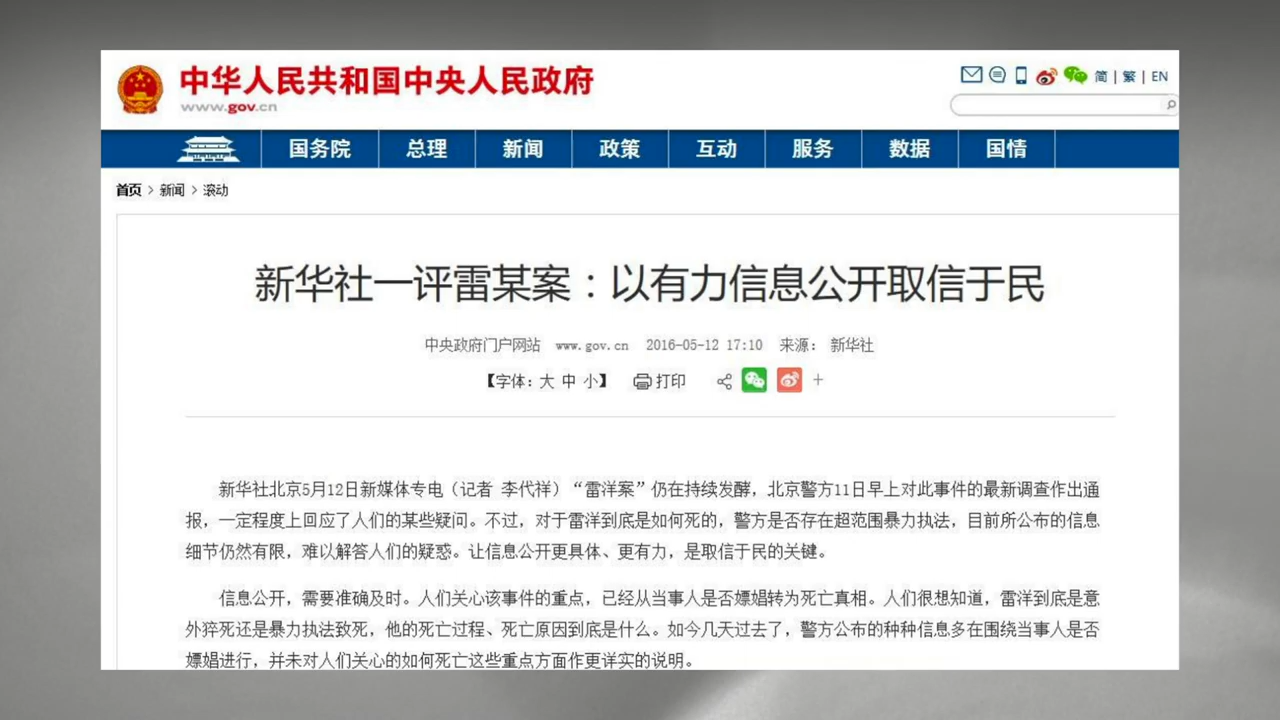 中华人民共和国中央人民政府
www.gov.cn
简 | 繁 | EN
国务院 总理 新闻 政策 互动 服务 数据 国情
首页 > 新闻 > 滚动
新华社一评雷某案：以有力信息公开取信于民
中央政府门户网站 www.gov.cn 2016-05-12 17:10 来源： 新华社
【字体：大 中 小】 打印 +
新华社北京5月12日新媒体专电（记者 李代祥）“雷洋案”仍在持续发酵，北京警方11日早上对此事件的最新调查作出通
报，一定程度上回应了人们的某些疑问。不过，对于雷洋到底是如何死的，警方是否存在超范围暴力执法，目前所公布的信息
细节仍然有限，难以解答人们的疑惑。让信息公开更具体、更有力，是取信于民的关键。
信息公开，需要准确及时。人们关心该事件的重点，已经从当事人是否嫖娼转为死亡真相。人们很想知道，雷洋到底是意
外猝死还是暴力执法致死，他的死亡过程、死亡原因到底是什么。如今几天过去了，警方公布的种种信息多在围绕当事人是否
嫖娼进行，并未对人们关心的如何死亡这些重点方面作更详实的说明。